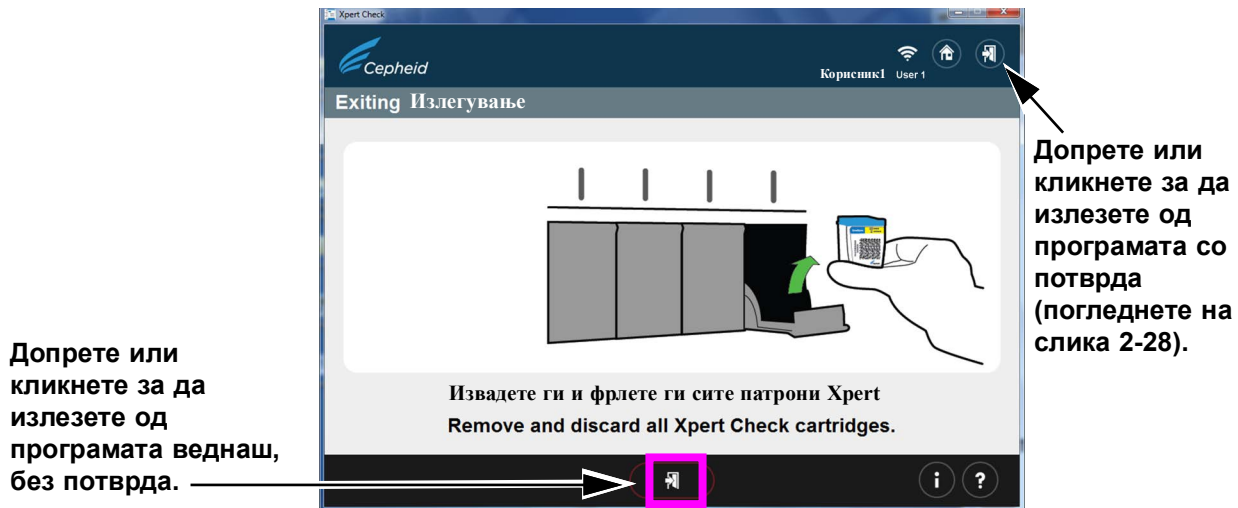 Xpert Check
Cepheid
Корисник1 User 1
Exiting Излегување
Допрете или
кликнете за да
излезете од
програмата со
потврда
(погледнете на
слика 2-28).
Допрете или
кликнете за да
излезете од
програмата веднаш,
без потврда.
Извадете ги и фрлете ги сите патрони Xpert
Remove and discard all Xpert Check cartridges.
i ?